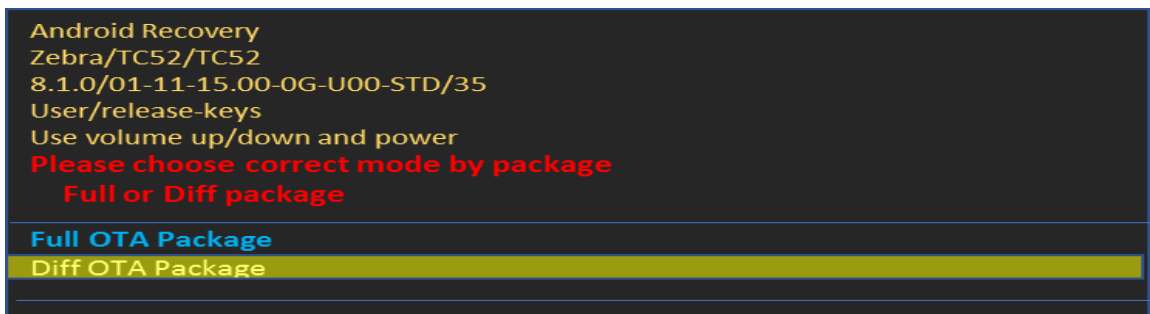 Android Recovery
Zebra/TC52/TC52
8.1.0/01-11-15.00-0G-U00-STD/35
User/release-keys
Use volume up/down and power
Please choose correct mode by package
Full or Diff package
Full OTA Package
Diff OTA Package